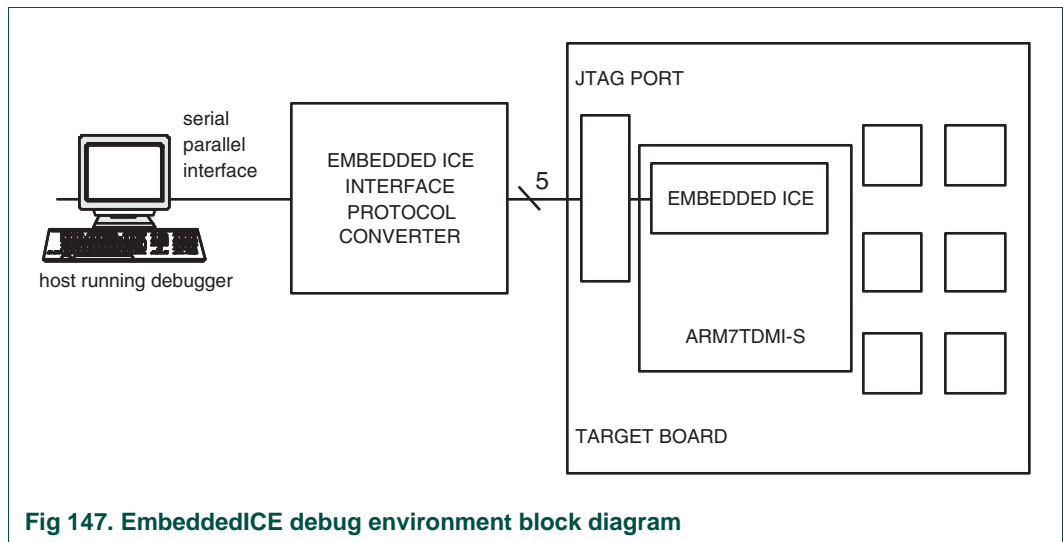 serial
parallel
interface
host running debugger
EMBEDDED ICE
INTERFACE
PROTOCOL
CONVERTER
5
JTAG PORT
EMBEDDED ICE
ARM7TDMI-S
TARGET BOARD
Fig 147. EmbeddedICE debug environment block diagram